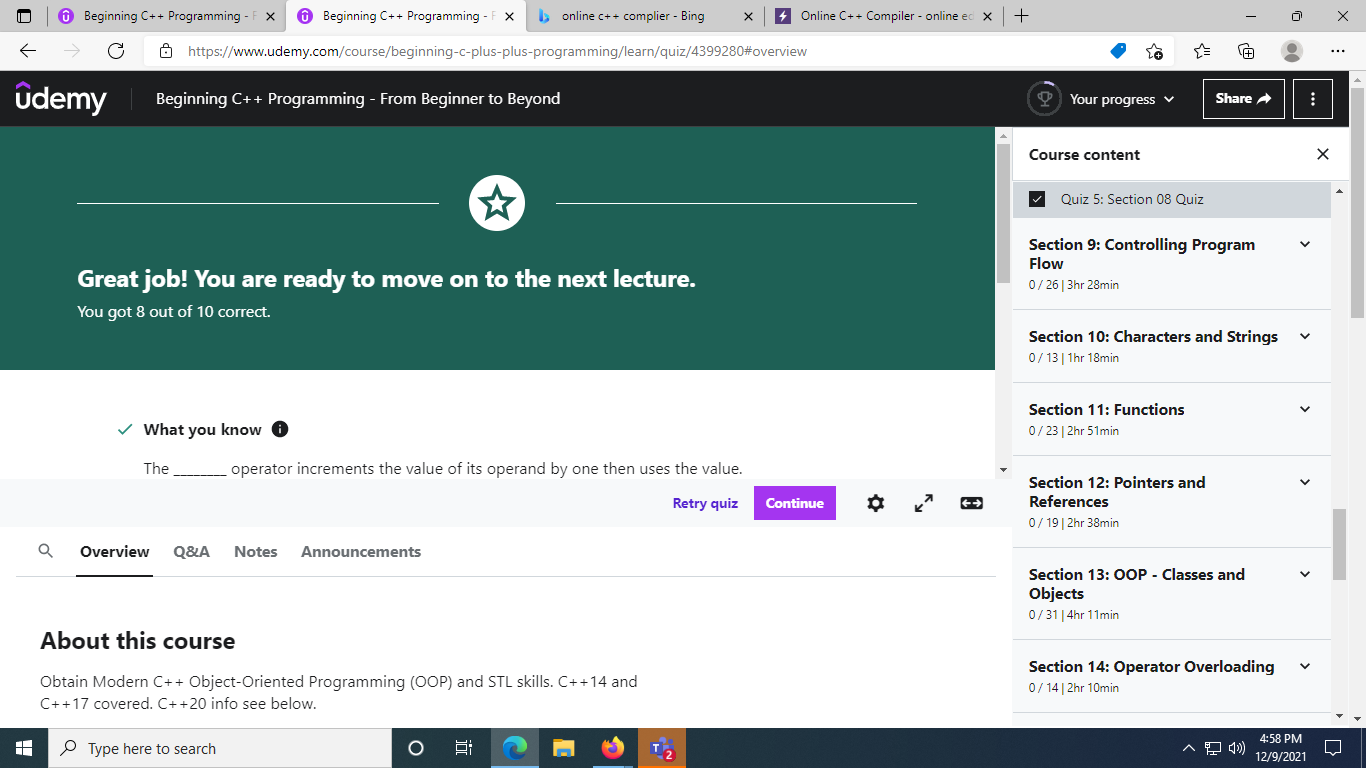 Beginning C++ Programming - F
Beginning C++ Programming - F
online c++ complier - Bing
Online C++ Compiler - online ed
https://www.udemy.com/course/beginning-c-plus-plus-programming/learn/quiz/4399280#overview
udemy
Beginning C++ Programming - From Beginner to Beyond
Your progress
Share
Great job! You are ready to move on to the next lecture.
You got 8 out of 10 correct.
What you know
The ________ operator increments the value of its operand by one then uses the value.
Retry quiz
Continue
Overview
Q&A
Notes
Announcements
About this course
Obtain Modern C++ Object-Oriented Programming (OOP) and STL skills. C++14 and
C++17 covered. C++20 info see below.
Course content
Quiz 5: Section 08 Quiz
Section 9: Controlling Program
Flow
0 / 26 | 3hr 28min
Section 10: Characters and Strings
0 / 13 | 1hr 18min
Section 11: Functions
0 / 23 | 2hr 51min
Section 12: Pointers and
References
0 / 19 | 2hr 38min
Section 13: OOP - Classes and
Objects
0 / 31 | 4hr 11min
Section 14: Operator Overloading
0 / 14 | 2hr 10min
Type here to search
2
4:58 PM
12/9/2021